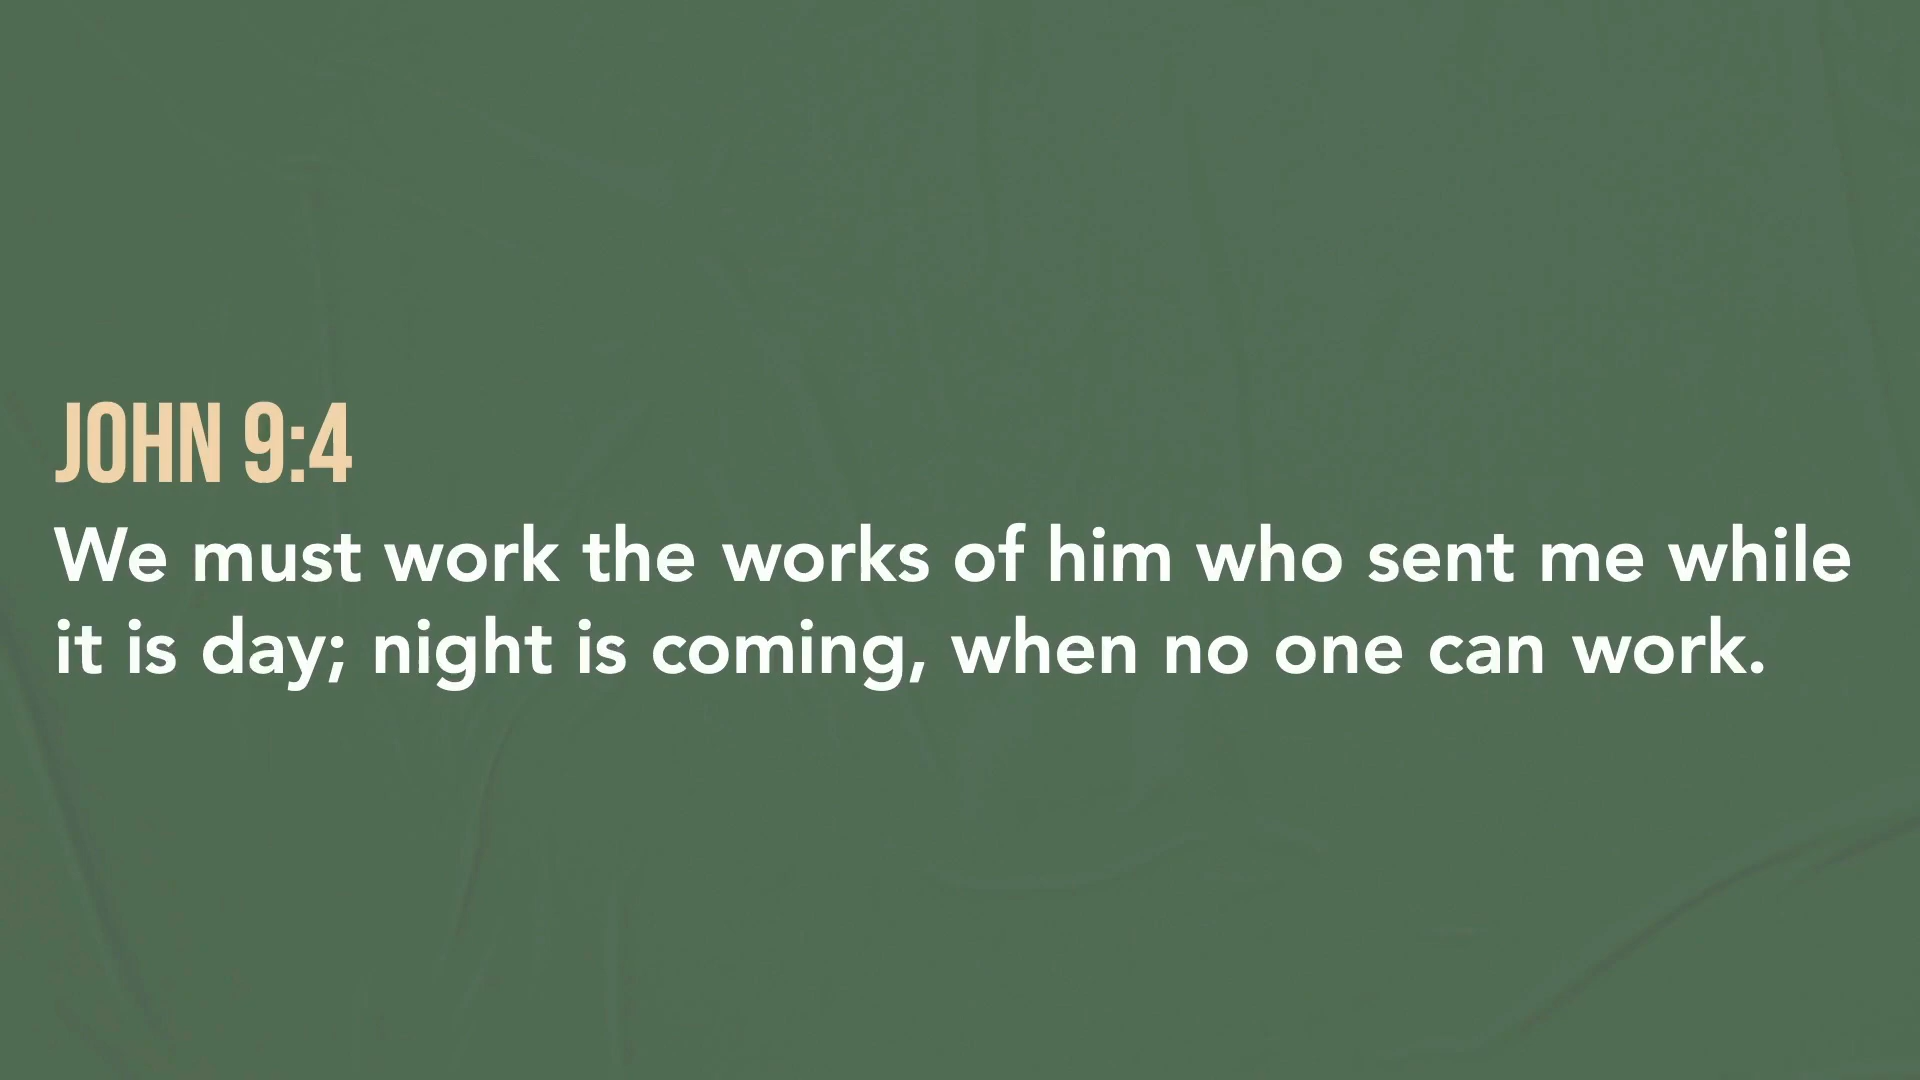 JOHN 9:4
We must work the works of him who sent me while
it is day; night is coming, when no one can work.